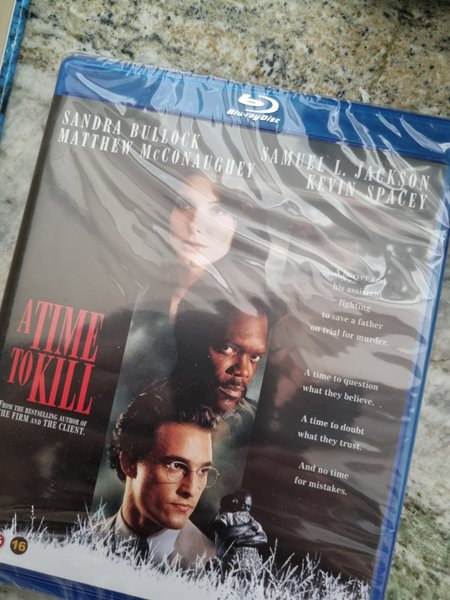 Blu-ray Disc
SANDRA BULLOCK
MATTHEW McCONAUGHEY
SAMUEL L. JACKSON
KEVIN SPACEY
A lawyer and
his assistant
fighting
to save a father
on trial for murder.
A time to question
what they believe.
A time to doubt
what they trust.
And no time
for mistakes.
A TIME
TO KILL
FROM THE BESTSELLING AUTHOR OF
THE FIRM AND THE CLIENT.
16